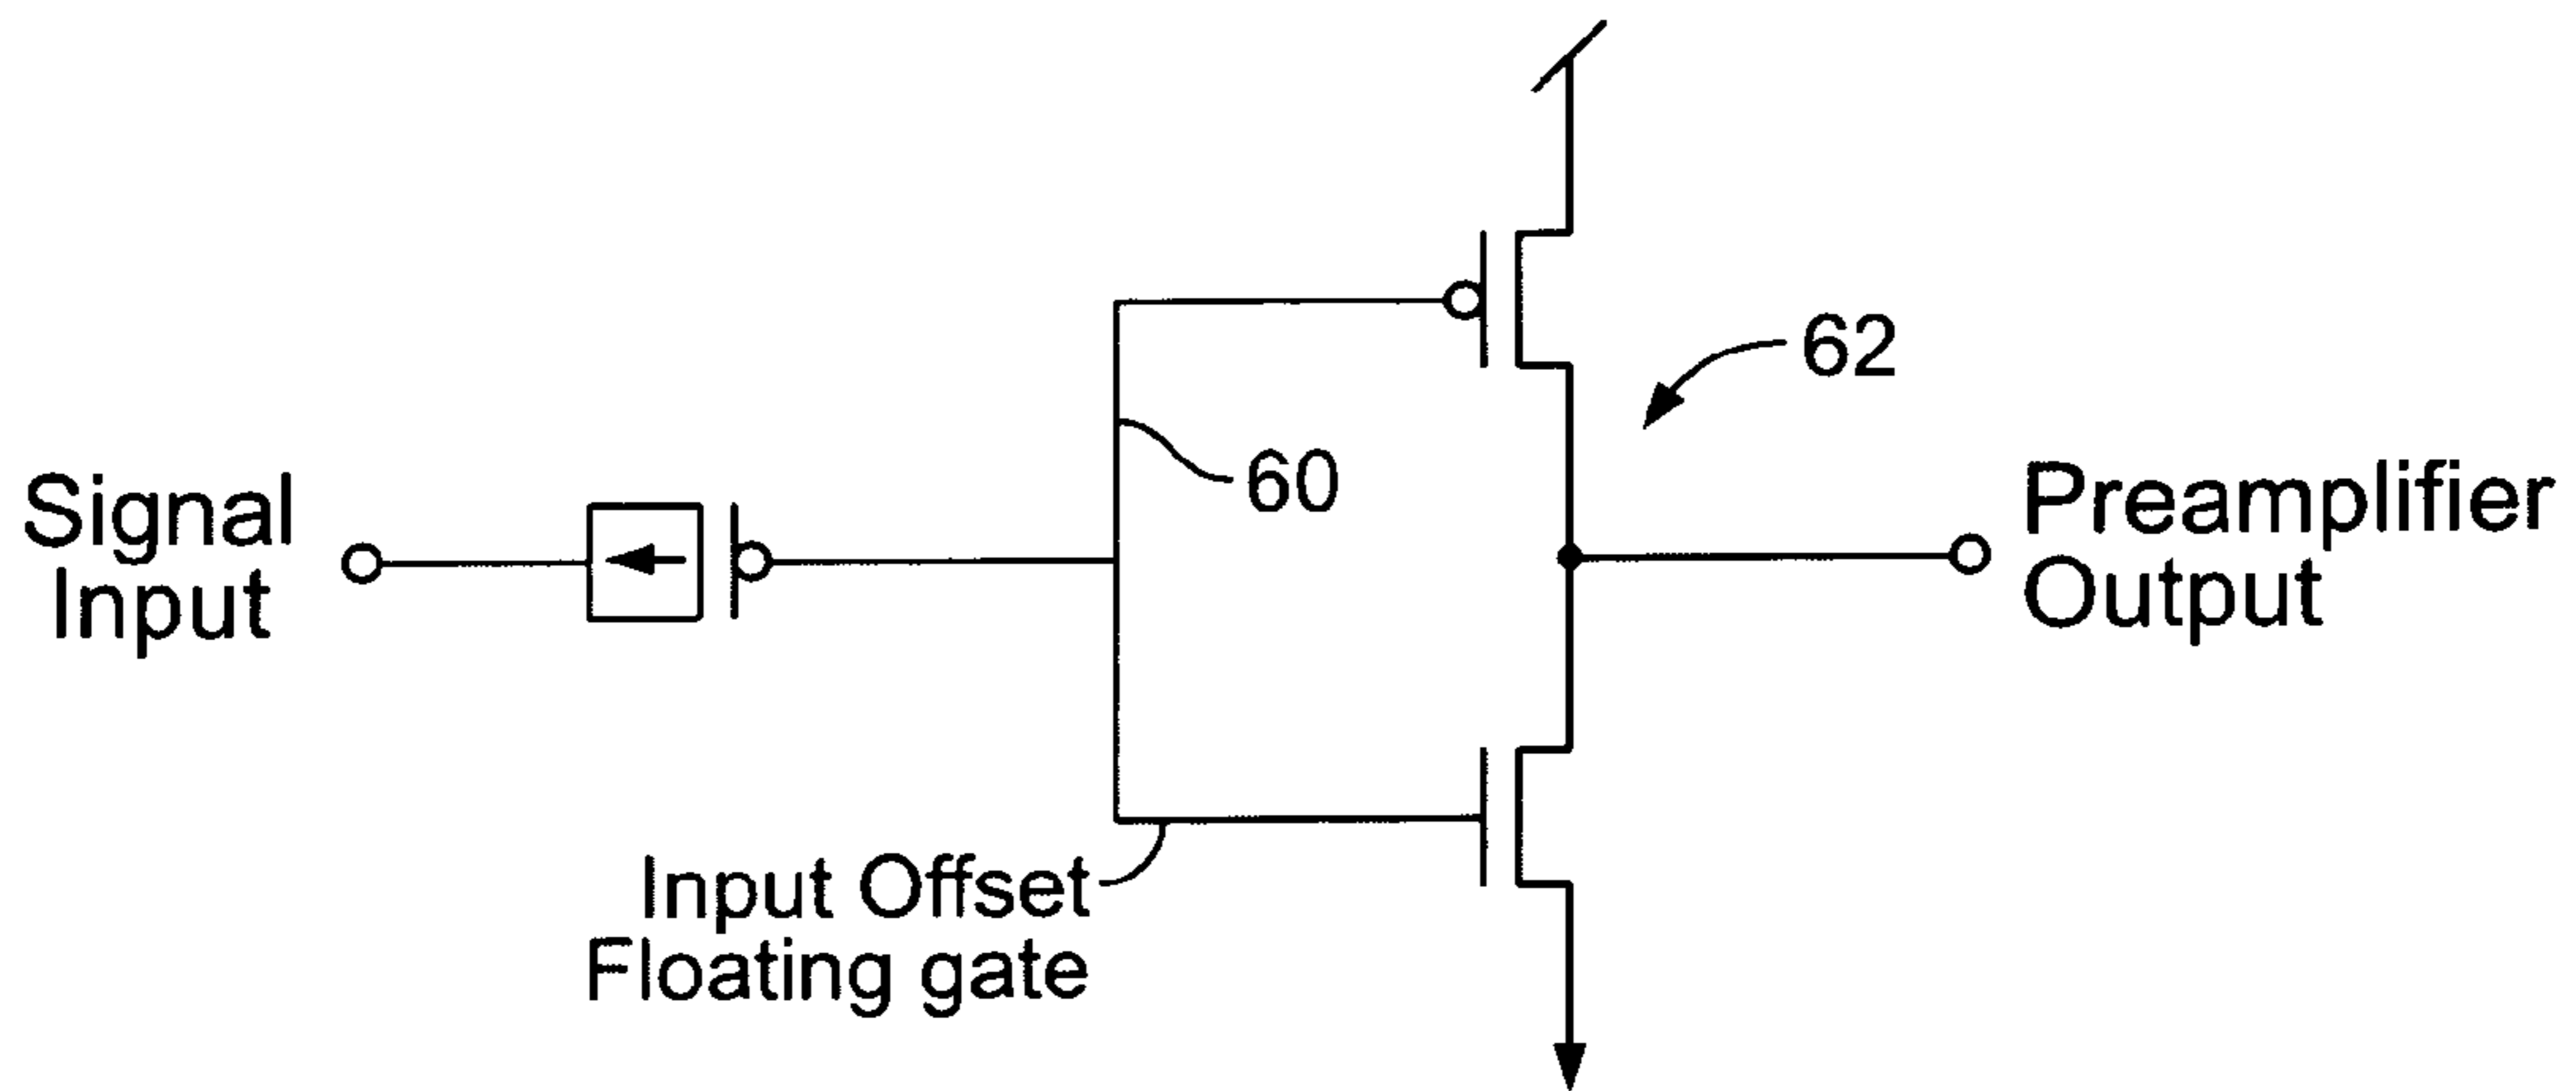 62
60
Signal
Input
Preamplifier
Output
Input Offset
Floating gate